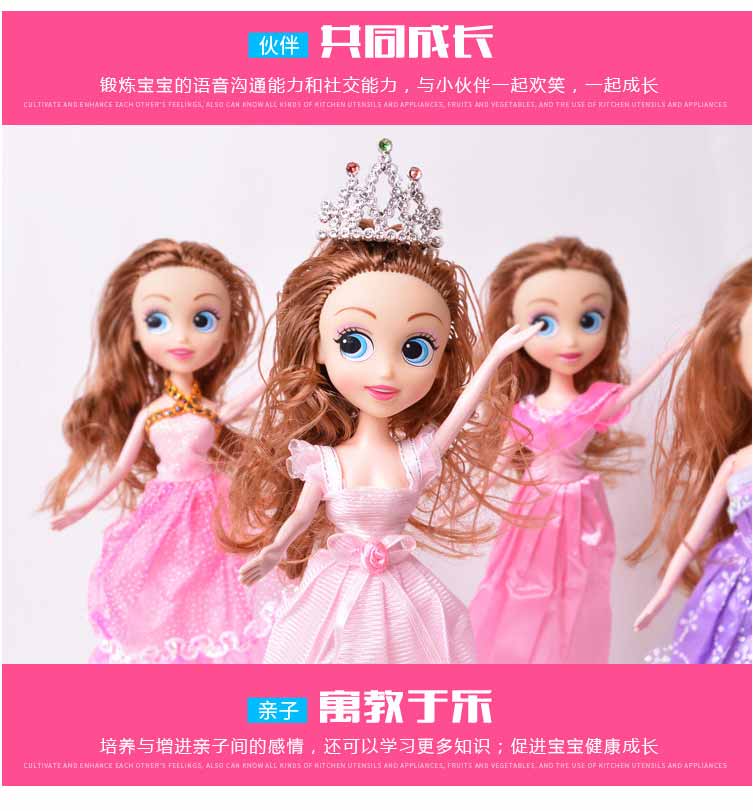 伙伴 共同成长
锻炼宝宝的语音沟通能力和社交能力，与小伙伴一起欢笑，一起成长
CULTIVATE AND ENHANCE EACH OTHER'S FEELINGS, ALSO CAN KNOW ALL KINDS OF KITCHEN UTENSILS AND APPLIANCES, FRUITS AND VEGETABLES, AND THE USE OF KITCHEN UTENSILS AND APPLIANCES
亲子 寓教于乐
培养与增进亲子间的感情，还可以学习更多知识；促进宝宝健康成长
CULTIVATE AND ENHANCE EACH OTHER'S FEELINGS, ALSO CAN KNOW ALL KINDS OF KITCHEN UTENSILS AND APPLIANCES, FRUITS AND VEGETABLES, AND THE USE OF KITCHEN UTENSILS AND APPLIANCES